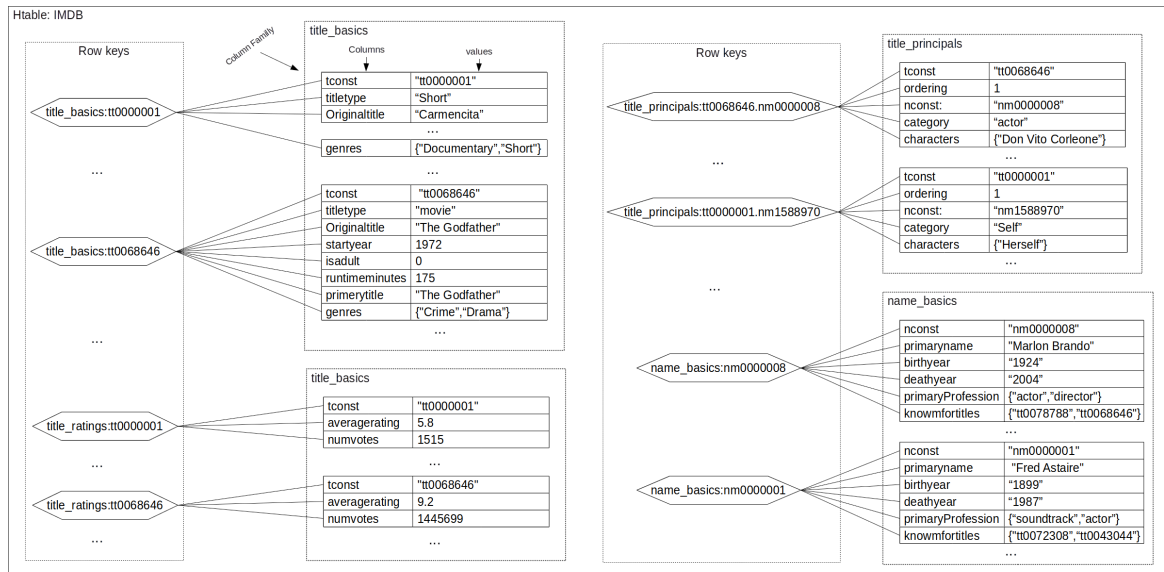 Htable: IMDB
Row keys
Column Familly
title_basics
Columns
values
title_basics:tt0000001
tconst "tt0000001"
titletype “Short”
Originaltitle “Carmencita”
...
genres {"Documentary”,”Short"}
...
...
title_basics:tt0068646
tconst "tt0068646"
titletype "movie"
Originaltitle "The Godfather"
startyear 1972
isadult 0
runtimeminutes 175
primerytitle "The Godfather"
genres {"Crime",“Drama”}
...
...
title_basics
title_ratings:tt0000001
tconst "tt0000001"
averagerating 5.8
numvotes 1515
...
...
title_ratings:tt0068646
tconst "tt0068646"
averagerating 9.2
numvotes 1445699
...
...
Row keys
title_principals
title_principals:tt0068646.nm0000008
tconst "tt0068646"
ordering 1
nconst: "nm0000008"
category “actor”
characters {"Don Vito Corleone"}
...
...
title_principals:tt0000001.nm1588970
tconst "tt0000001"
ordering 1
nconst: "nm1588970"
category “Self”
characters {"Herself”}
...
...
name_basics
name_basics:nm0000008
nconst "nm0000008"
primaryname "Marlon Brando"
birthyear “1924”
deathyear “2004”
primaryProfession {"actor”,”director"}
knowmfortitles {"tt0078788”,“tt0068646"}
...
name_basics:nm0000001
nconst "nm0000001"
primaryname "Fred Astaire"
birthyear “1899”
deathyear “1987”
primaryProfession {“soundtrack”,”actor”}
knowmfortitles {"tt0072308”,“tt0043044”}
...